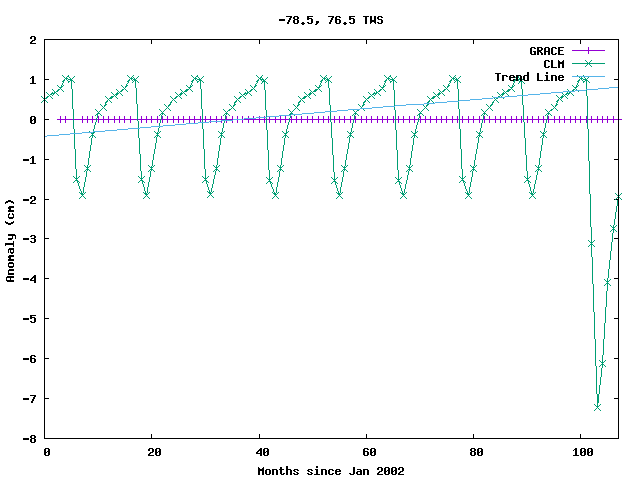 -78.5, 76.5 TWS
GRACE
CLM
Trend Line
2
1
0
-1
-2
-3
-4
-5
-6
-7
-8
Anomaly (cm)
0 20 40 60 80 100
Months since Jan 2002